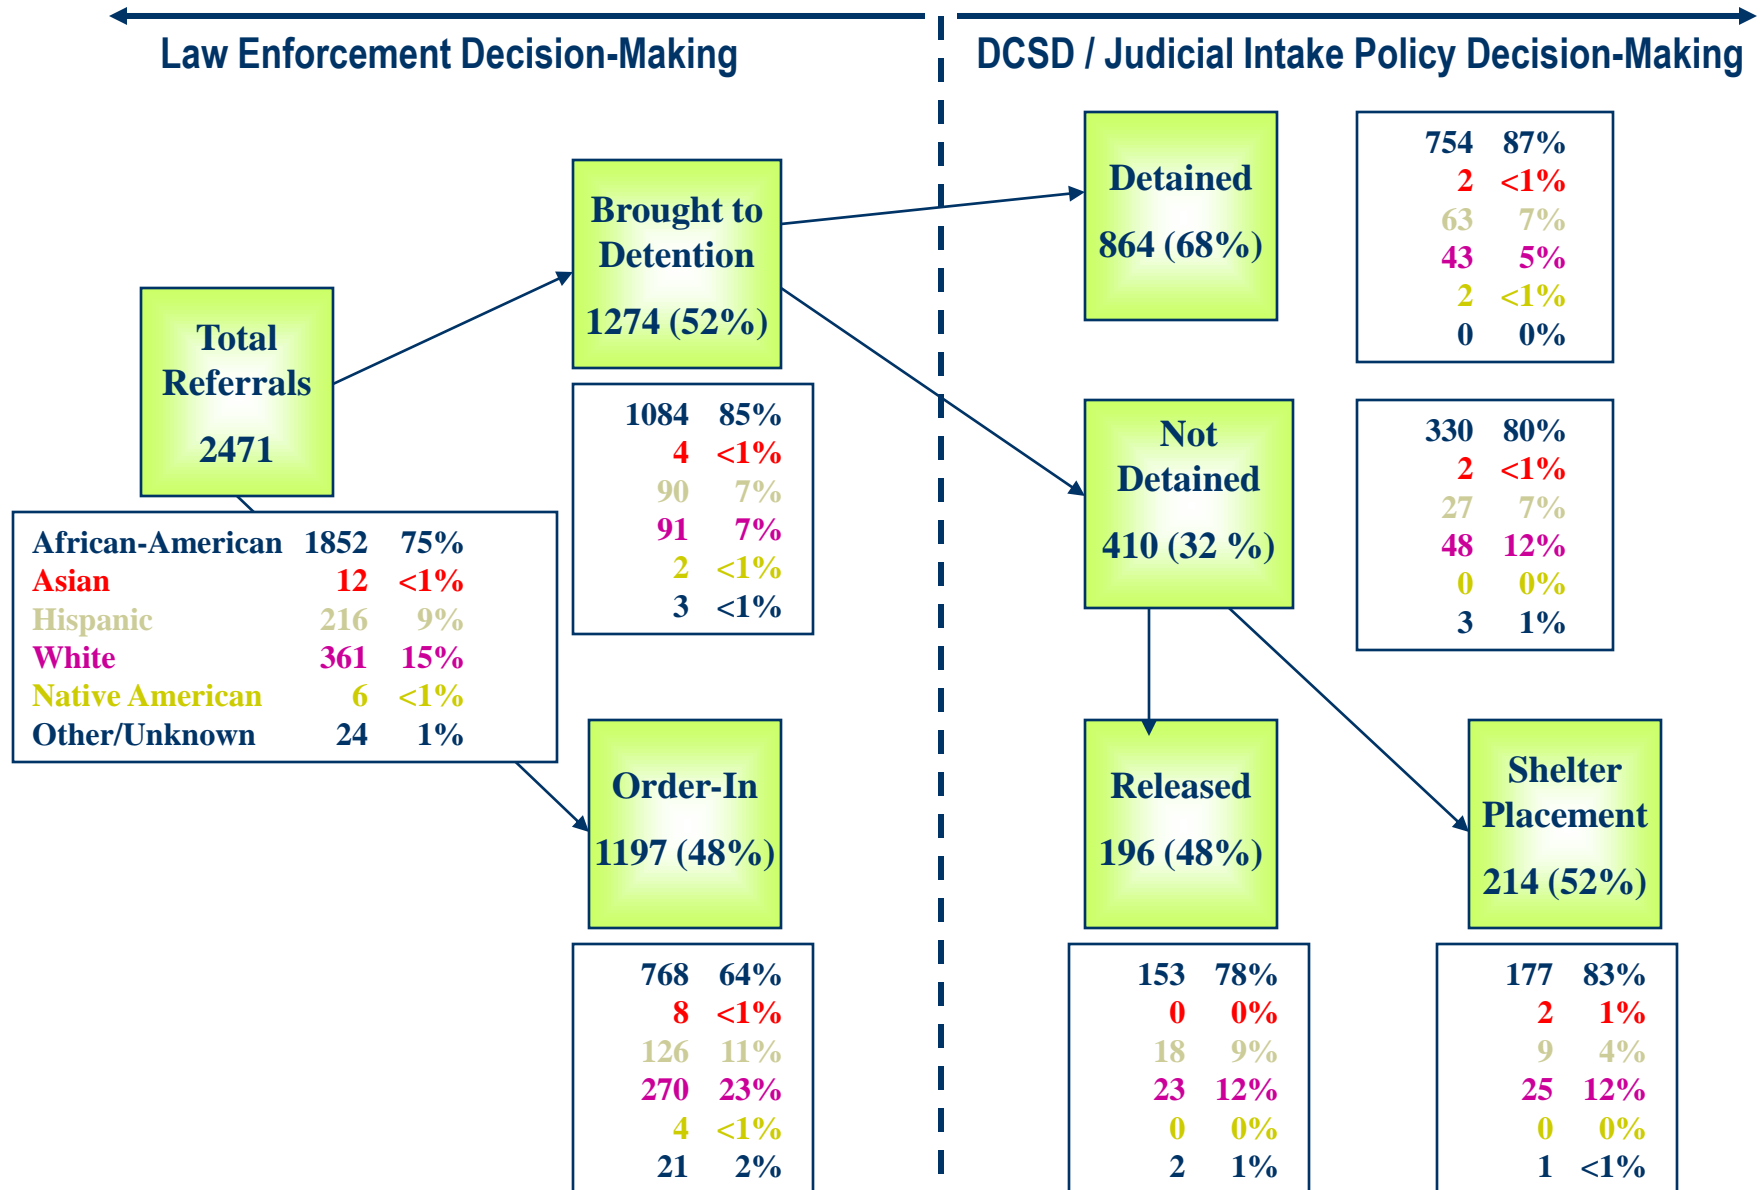 Law Enforcement Decision-Making
DCSD / Judicial Intake Policy Decision-Making
Total
Referrals
2471
African-American 1852 75%
Asian 12 <1%
Hispanic 216 9%
White 361 15%
Native American 6 <1%
Other/Unknown 24 1%
Brought to
Detention
1274 (52%)
1084 85%
4 <1%
90 7%
91 7%
2 <1%
3 <1%
Order-In
1197 (48%)
768 64%
8 <1%
126 11%
270 23%
4 <1%
21 2%
Detained
864 (68%)
754 87%
2 <1%
63 7%
43 5%
2 <1%
0 0%
Not
Detained
410 (32 %)
330 80%
2 <1%
27 7%
48 12%
0 0%
3 1%
Released
196 (48%)
153 78%
0 0%
18 9%
23 12%
0 0%
2 1%
Shelter
Placement
214 (52%)
177 83%
2 1%
9 4%
25 12%
0 0%
1 <1%